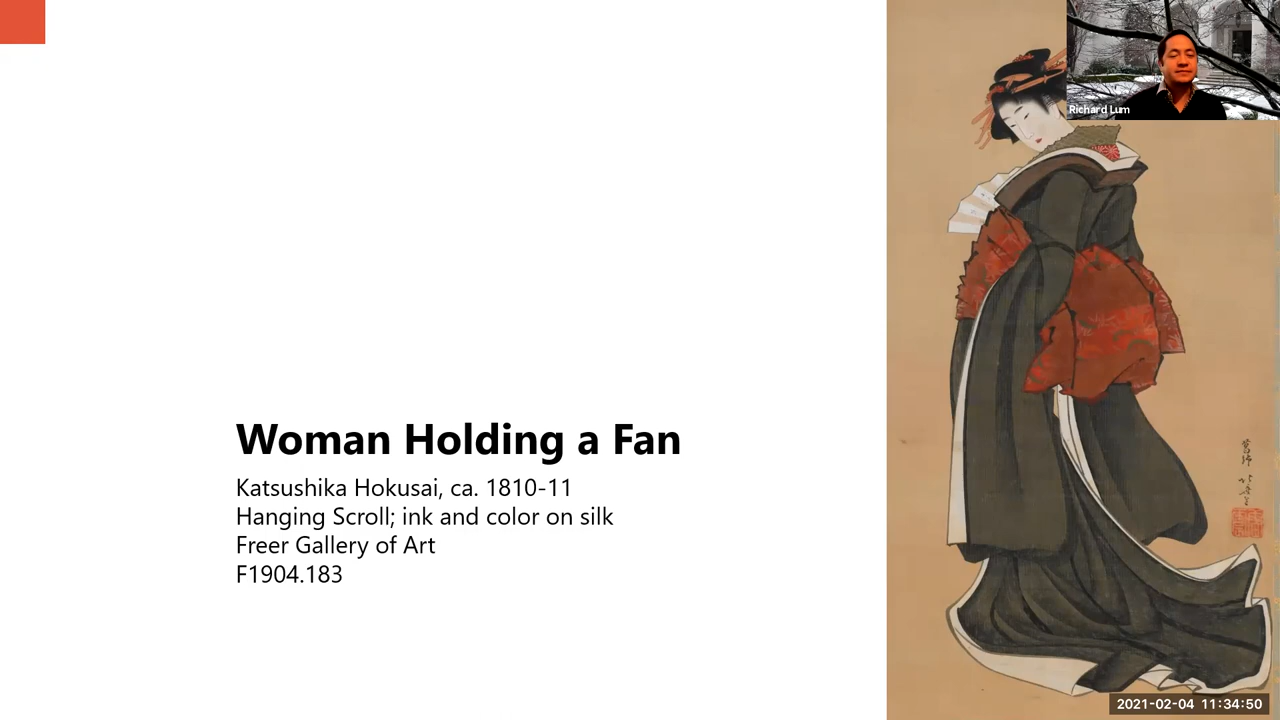 Richard Lum
Woman Holding a Fan
Katsushika Hokusai, ca. 1810-11
Hanging Scroll; ink and color on silk
Freer Gallery of Art
F1904.183
2021-02-04 11:34:50